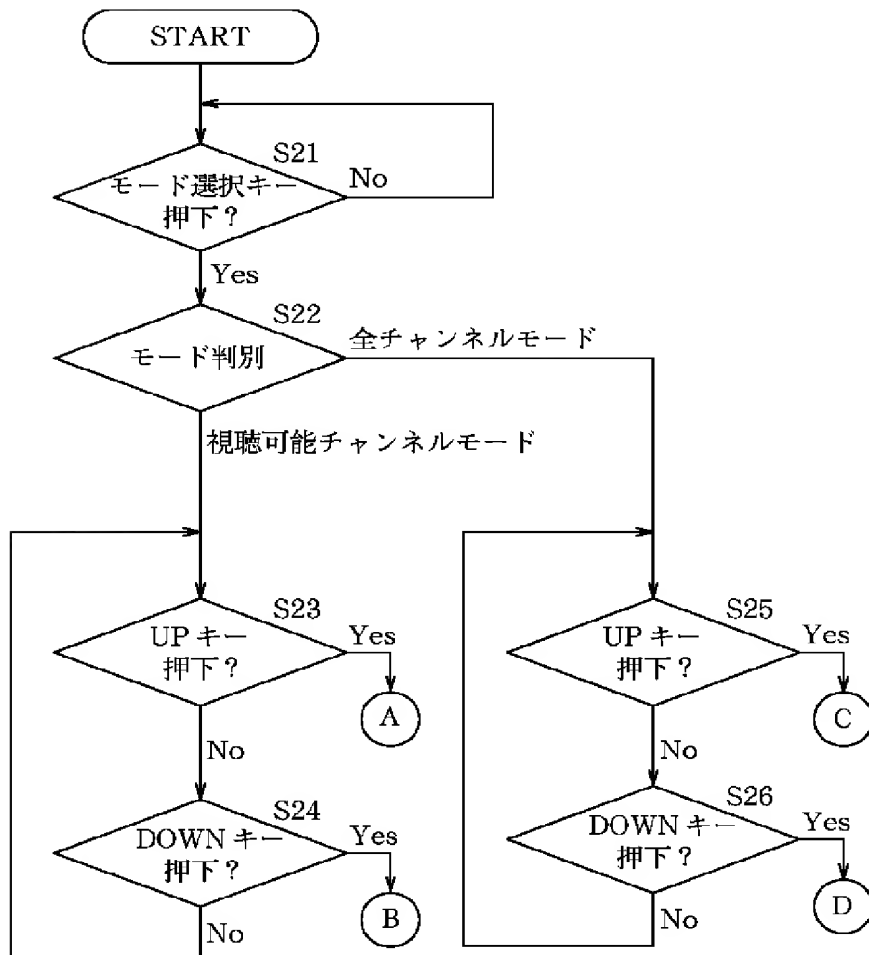 START
S21
モード選択キー
押下？
No
Yes
S22
モード判別
全チャンネルモード
視聴可能チャンネルモード
S23
UP キー
押下？
Yes
A
No
S24
DOWN キー
押下？
Yes
B
No
S25
UP キー
押下？
Yes
C
No
S26
DOWN キー
押下？
Yes
D
No